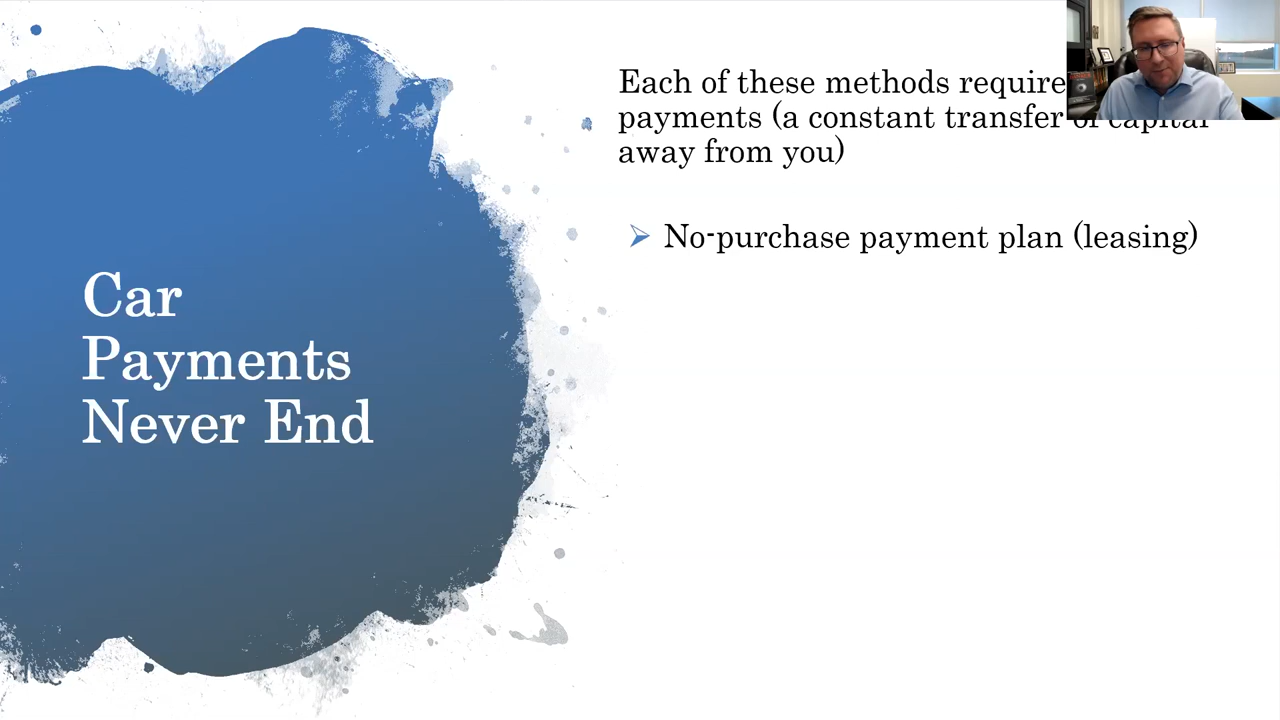 Each of these methods require
payments (a constant transfer of capital
away from you)
No-purchase payment plan (leasing)
Car
Payments
Never End